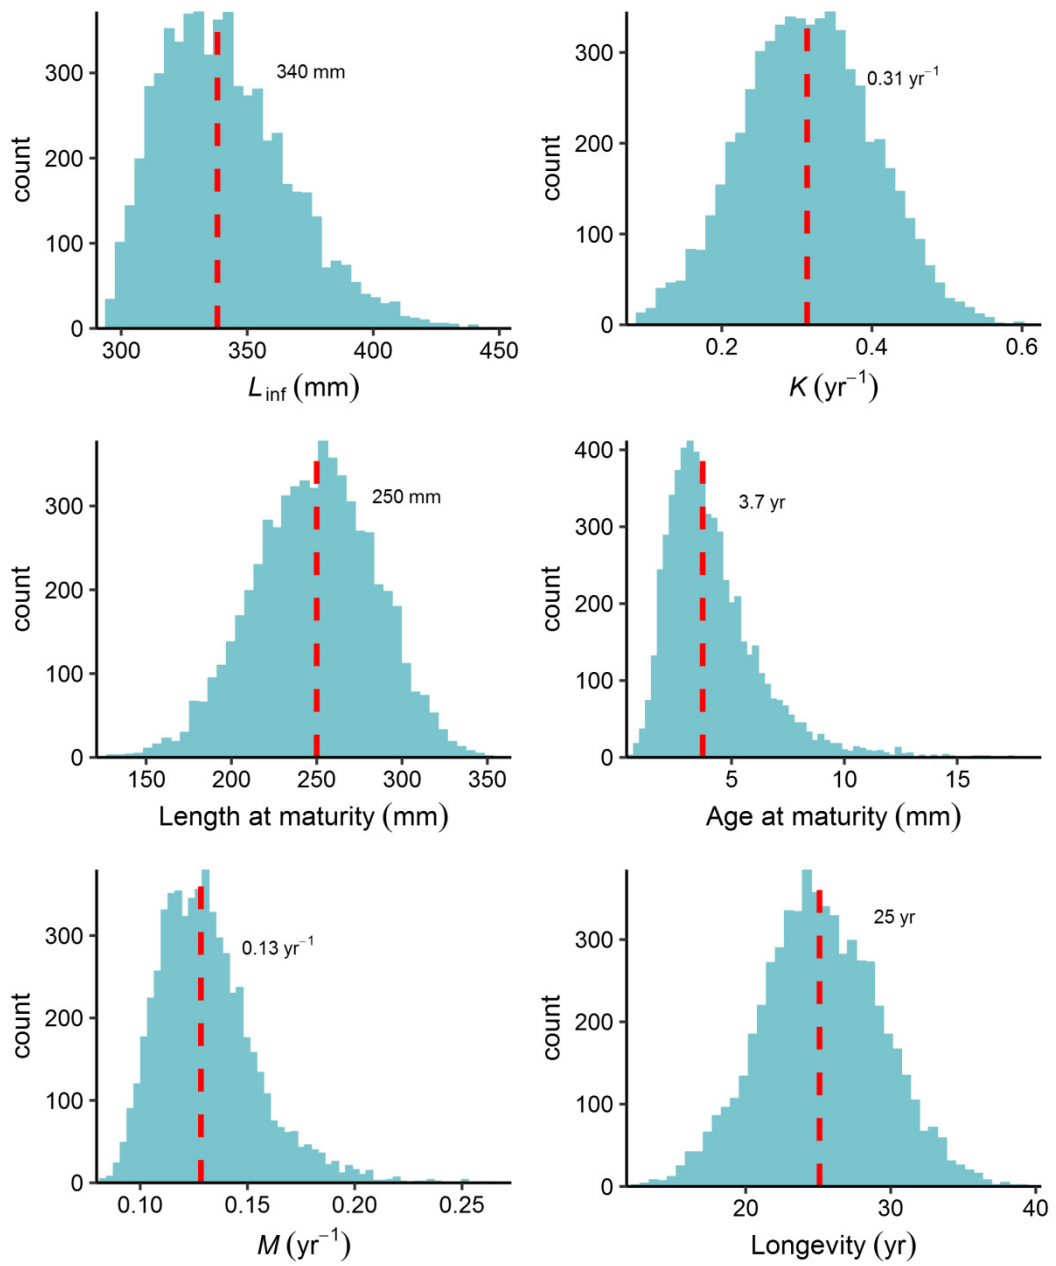 count
300
200
100
0
340 mm
300 350 400 450
L inf (mm)
count
300
200
100
0
0.31 yr⁻¹
0.2 0.4 0.6
K (yr⁻¹)
count
300
200
100
0
250 mm
150 200 250 300 350
Length at maturity (mm)
count
400
300
200
100
0
3.7 yr
5 10 15
Age at maturity (mm)
count
300
200
100
0
0.13 yr⁻¹
0.10 0.15 0.20 0.25
M (yr⁻¹)
count
300
200
100
0
25 yr
20 30 40
Longevity (yr)